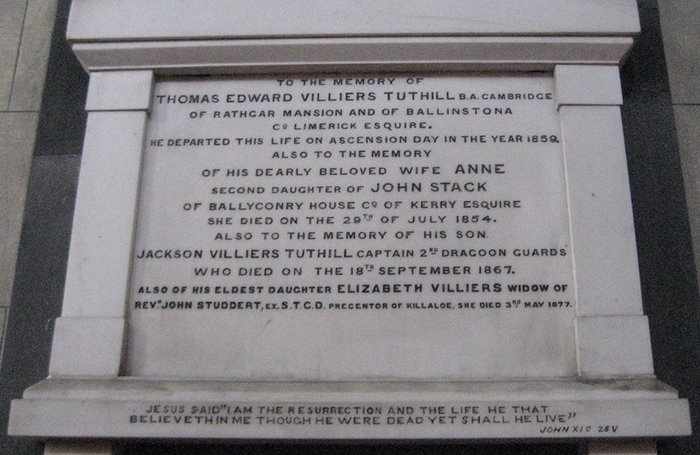 TO THE MEMORY OF
THOMAS EDWARD VILLIERS TUTHILL B.A. CAMBRIDGE
OF RATHGAR MANSION AND OF BALLINSTONA
Cº LIMERICK ESQUIRE.
HE DEPARTED THIS LIFE ON ASCENSION DAY IN THE YEAR 1859.
ALSO TO THE MEMORY
OF HIS DEARLY BELOVED WIFE ANNE
SECOND DAUGHTER OF JOHN STACK
OF BALLYCONRY HOUSE Cº OF KERRY ESQUIRE
SHE DIED ON THE 29TH OF JULY 1854.
ALSO TO THE MEMORY OF HIS SON
JACKSON VILLIERS TUTHILL CAPTAIN 2ND DRAGOON GUARDS
WHO DIED ON THE 18TH SEPTEMBER 1867.
ALSO OF HIS ELDEST DAUGHTER ELIZABETH VILLIERS WIDOW OF
REVD JOHN STUDDERT, EX. S.T.C.D. PRECENTOR OF KILLALOE, SHE DIED 3RD MAY 1877.
JESUS SAID "I AM THE RESURRECTION AND THE LIFE HE THAT
BELIEVETH IN ME THOUGH HE WERE DEAD YET SHALL HE LIVE"
JOHN XI C 25 V